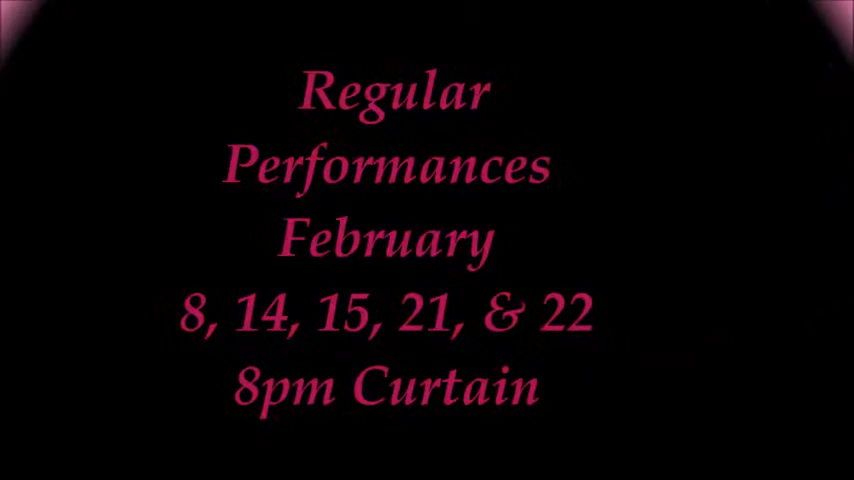 Regular
Performances
February
8, 14, 15, 21, & 22
8pm Curtain